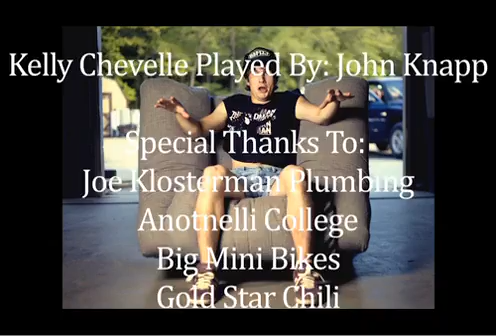 Kelly Chevelle Played By: John Knapp
Special Thanks To:
Joe Klosterman Plumbing
Anotnelli College
Big Mini Bikes
Gold Star Chili